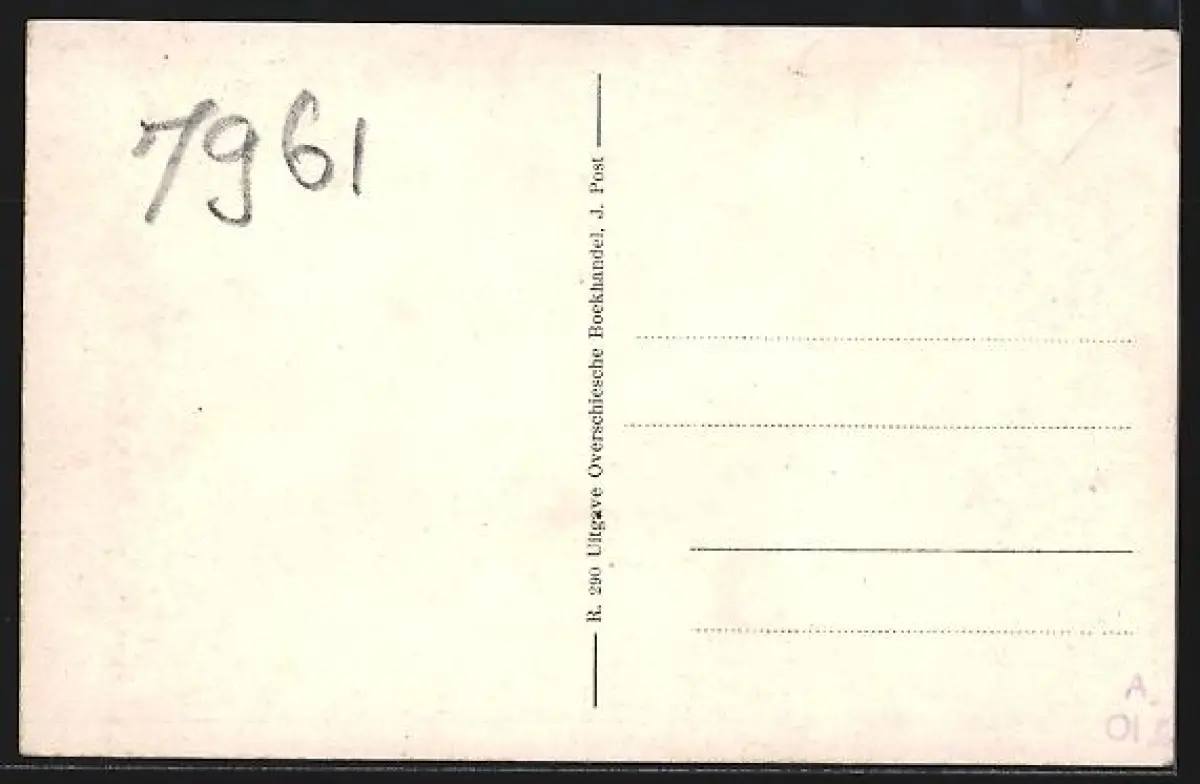 7961
R. 290 Uitgave Overschiesche Boekhandel, J. Post
A
01